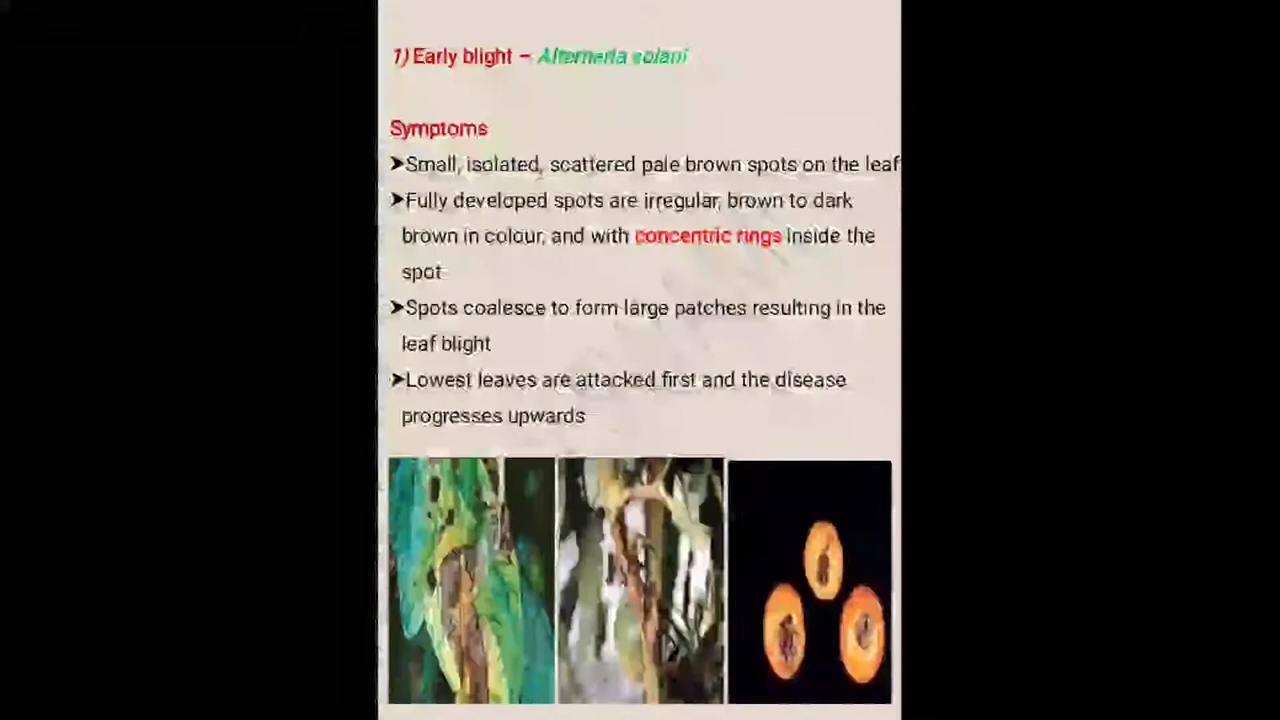 1) Early blight – Alternaria solani
Symptoms
➤Small, isolated, scattered pale brown spots on the leaf
➤Fully developed spots are irregular, brown to dark
brown in colour, and with concentric rings inside the
spot
➤Spots coalesce to form large patches resulting in the
leaf blight
➤Lowest leaves are attacked first and the disease
progresses upwards